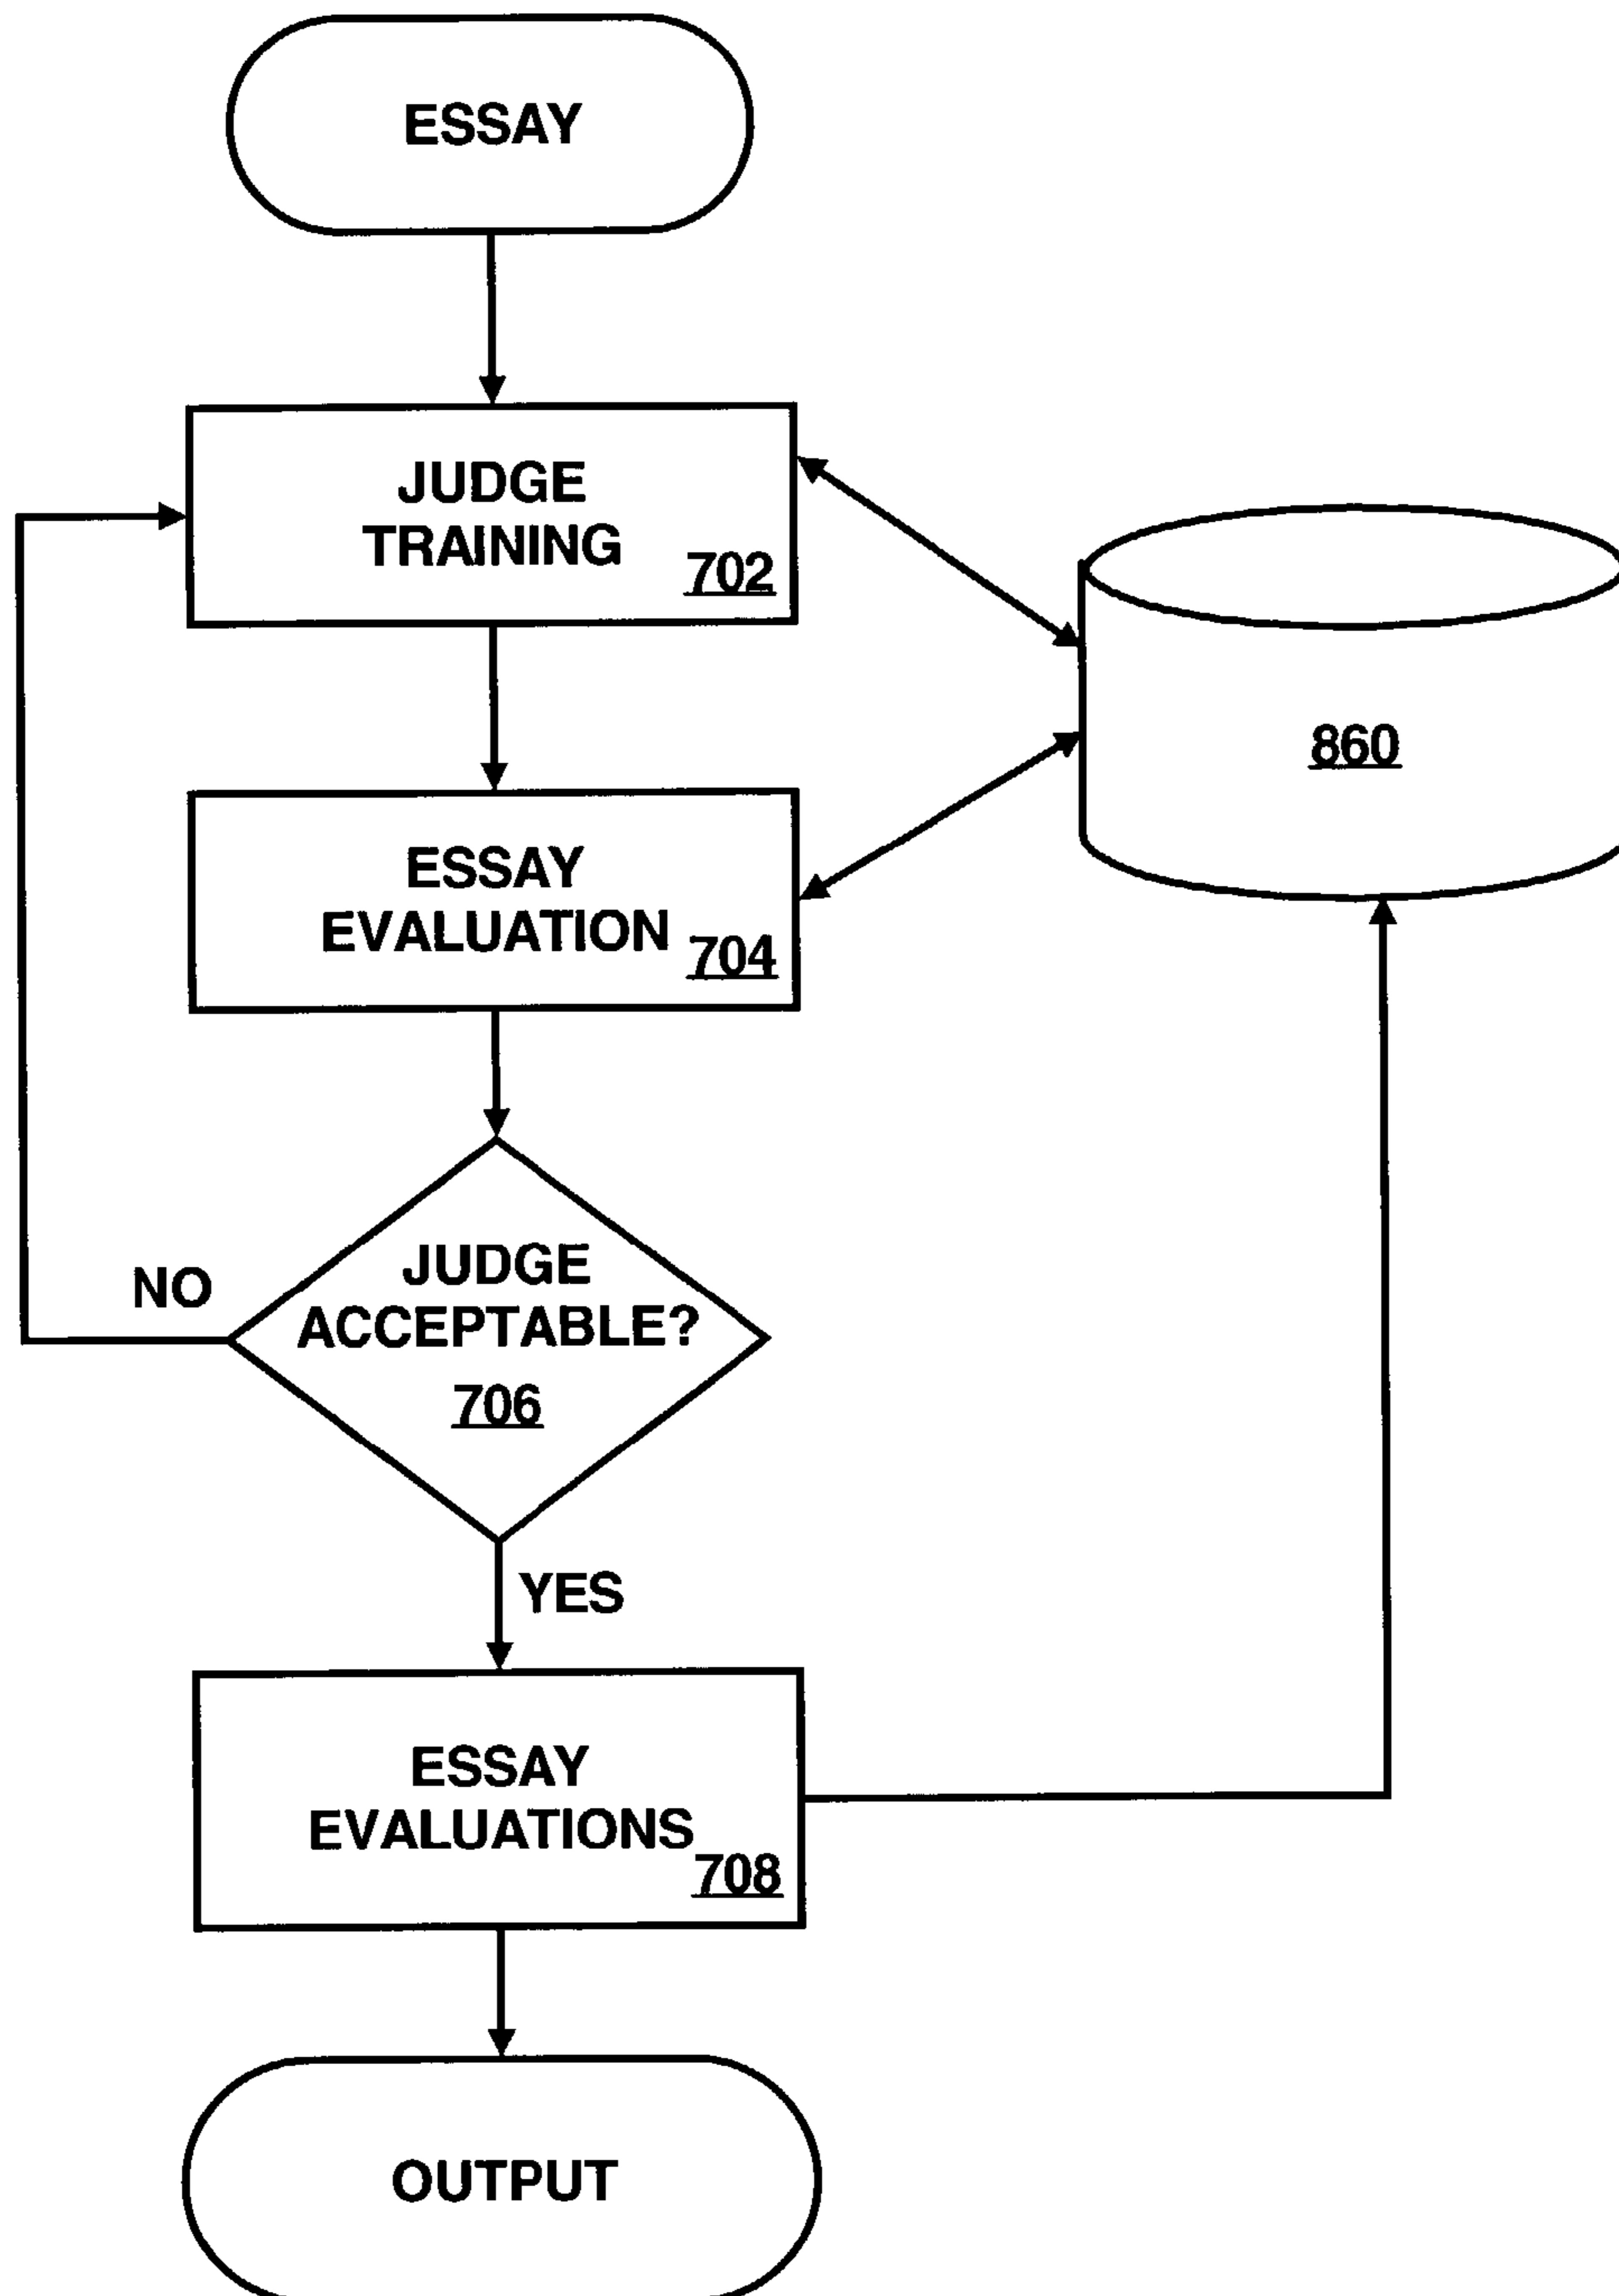 ESSAY
JUDGE
TRAINING
702
860
ESSAY
EVALUATION
704
JUDGE
ACCEPTABLE?
706
NO
YES
ESSAY
EVALUATIONS
708
OUTPUT